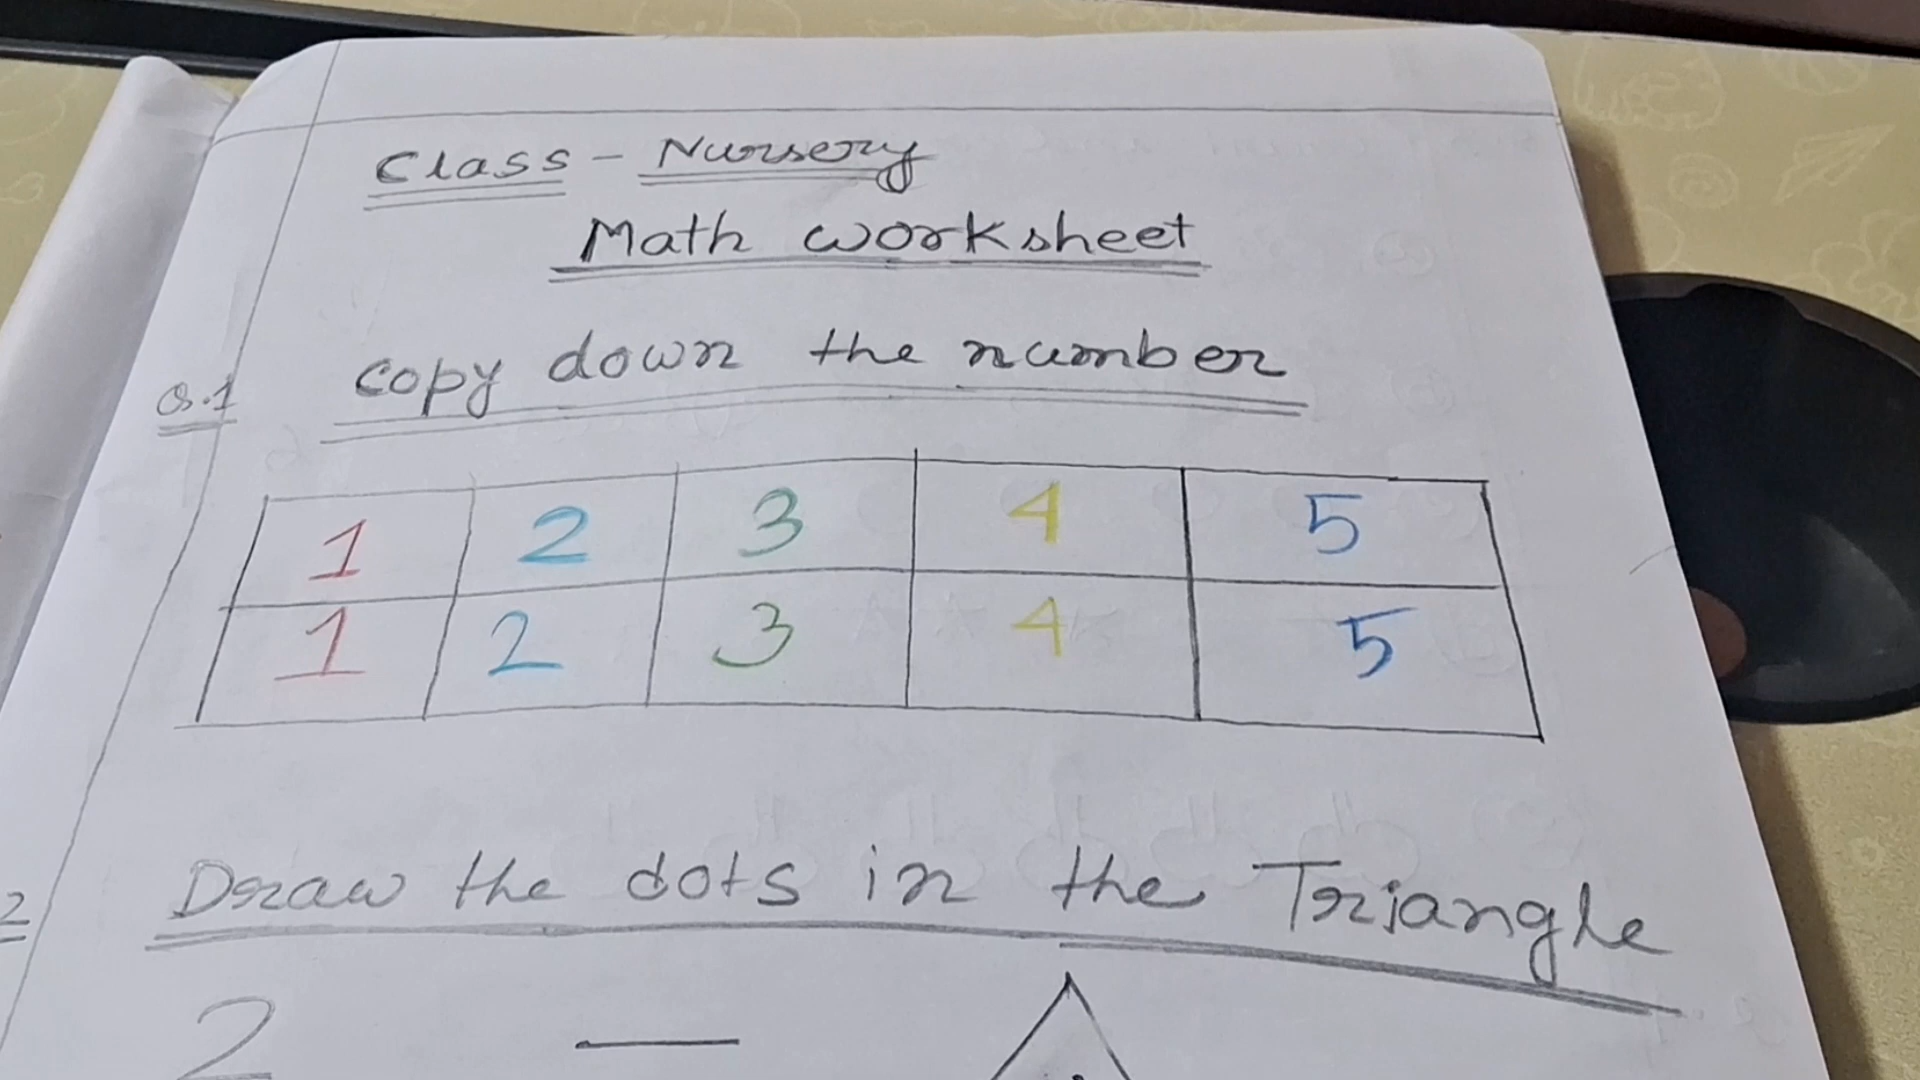 Class - Nursery
Math worksheet
Q.1 copy down the number
1 2 3 4 5
1 2 3 4 5
2 Draw the dots in the Triangle
2 —